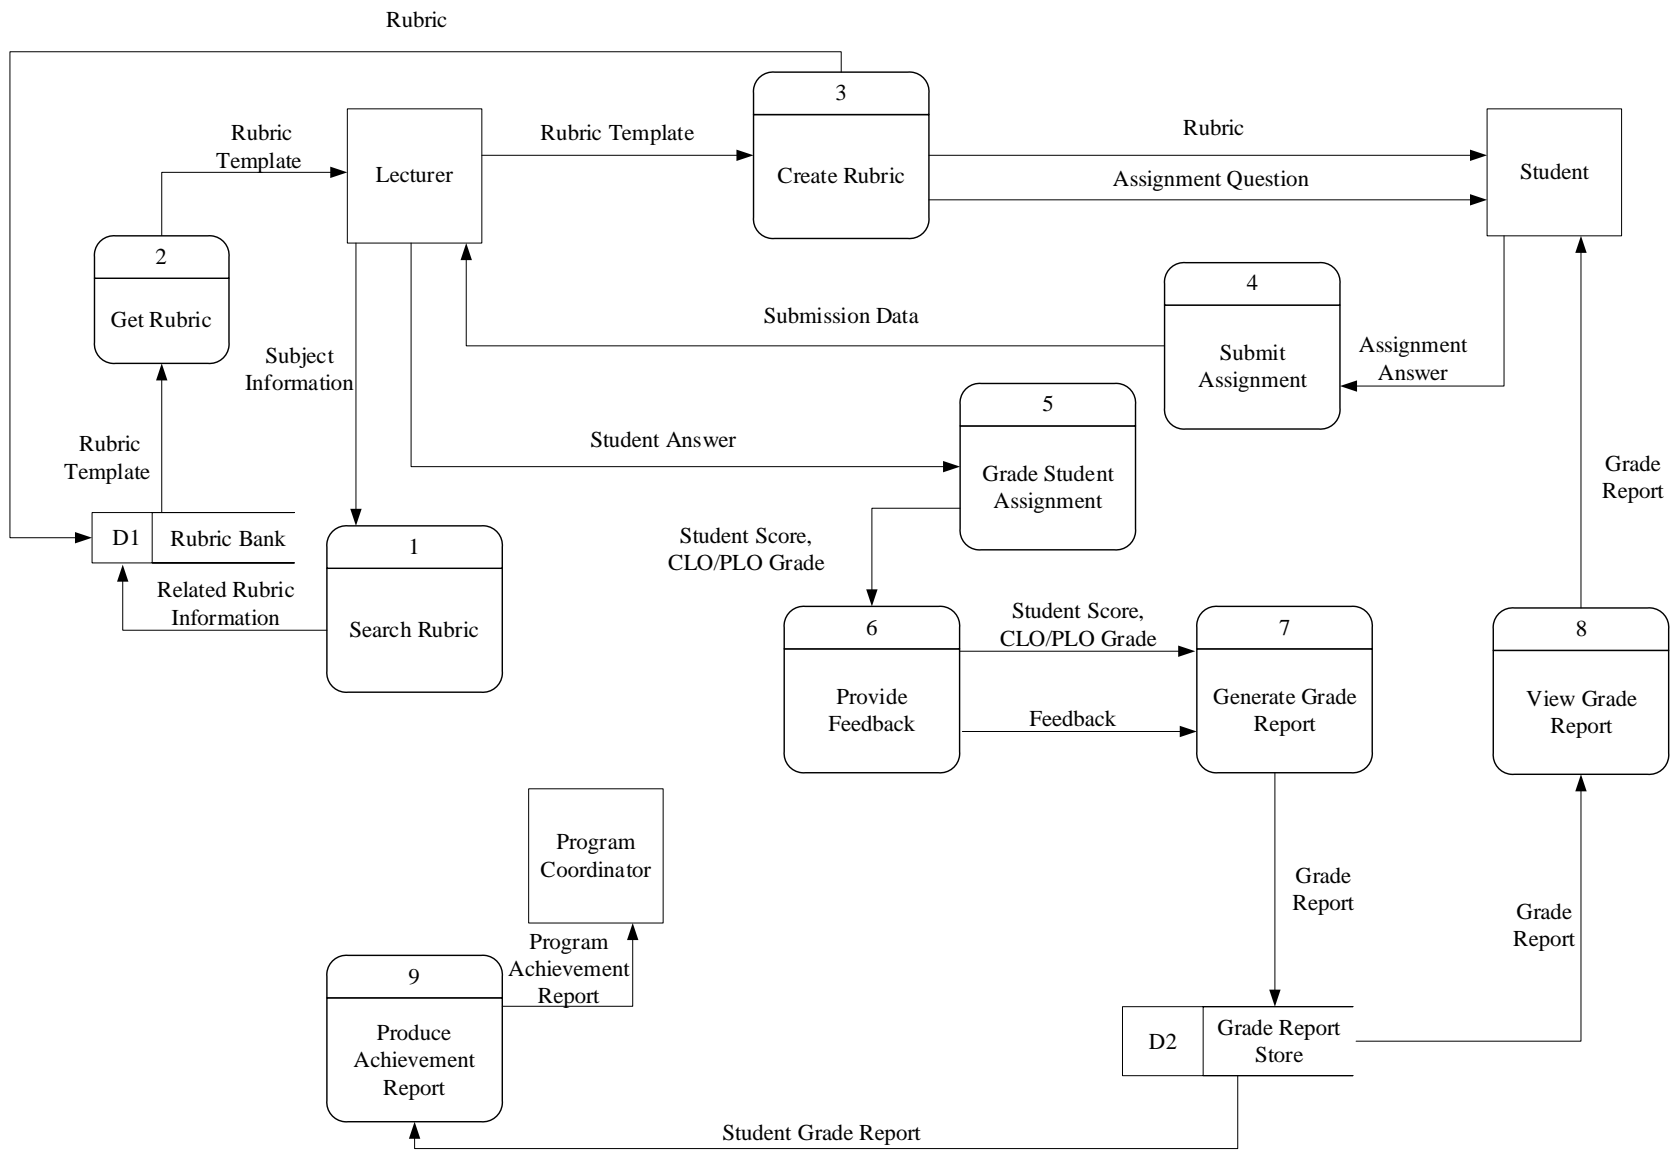 Rubric
3
Create Rubric
Rubric
Template
Lecturer
Rubric Template
Rubric
Assignment Question
Student
2
Get Rubric
4
Submit
Assignment
Submission Data
Assignment
Answer
Subject
Information
5
Grade Student
Assignment
Student Answer
Rubric
Template
Grade
Report
D1
Rubric Bank
1
Search Rubric
Related Rubric
Information
Student Score,
CLO/PLO Grade
6
Provide
Feedback
Student Score,
CLO/PLO Grade
Feedback
7
Generate Grade
Report
8
View Grade
Report
Program
Coordinator
Grade
Report
Grade
Report
Program
Achievement
Report
9
Produce
Achievement
Report
D2
Grade Report
Store
Student Grade Report